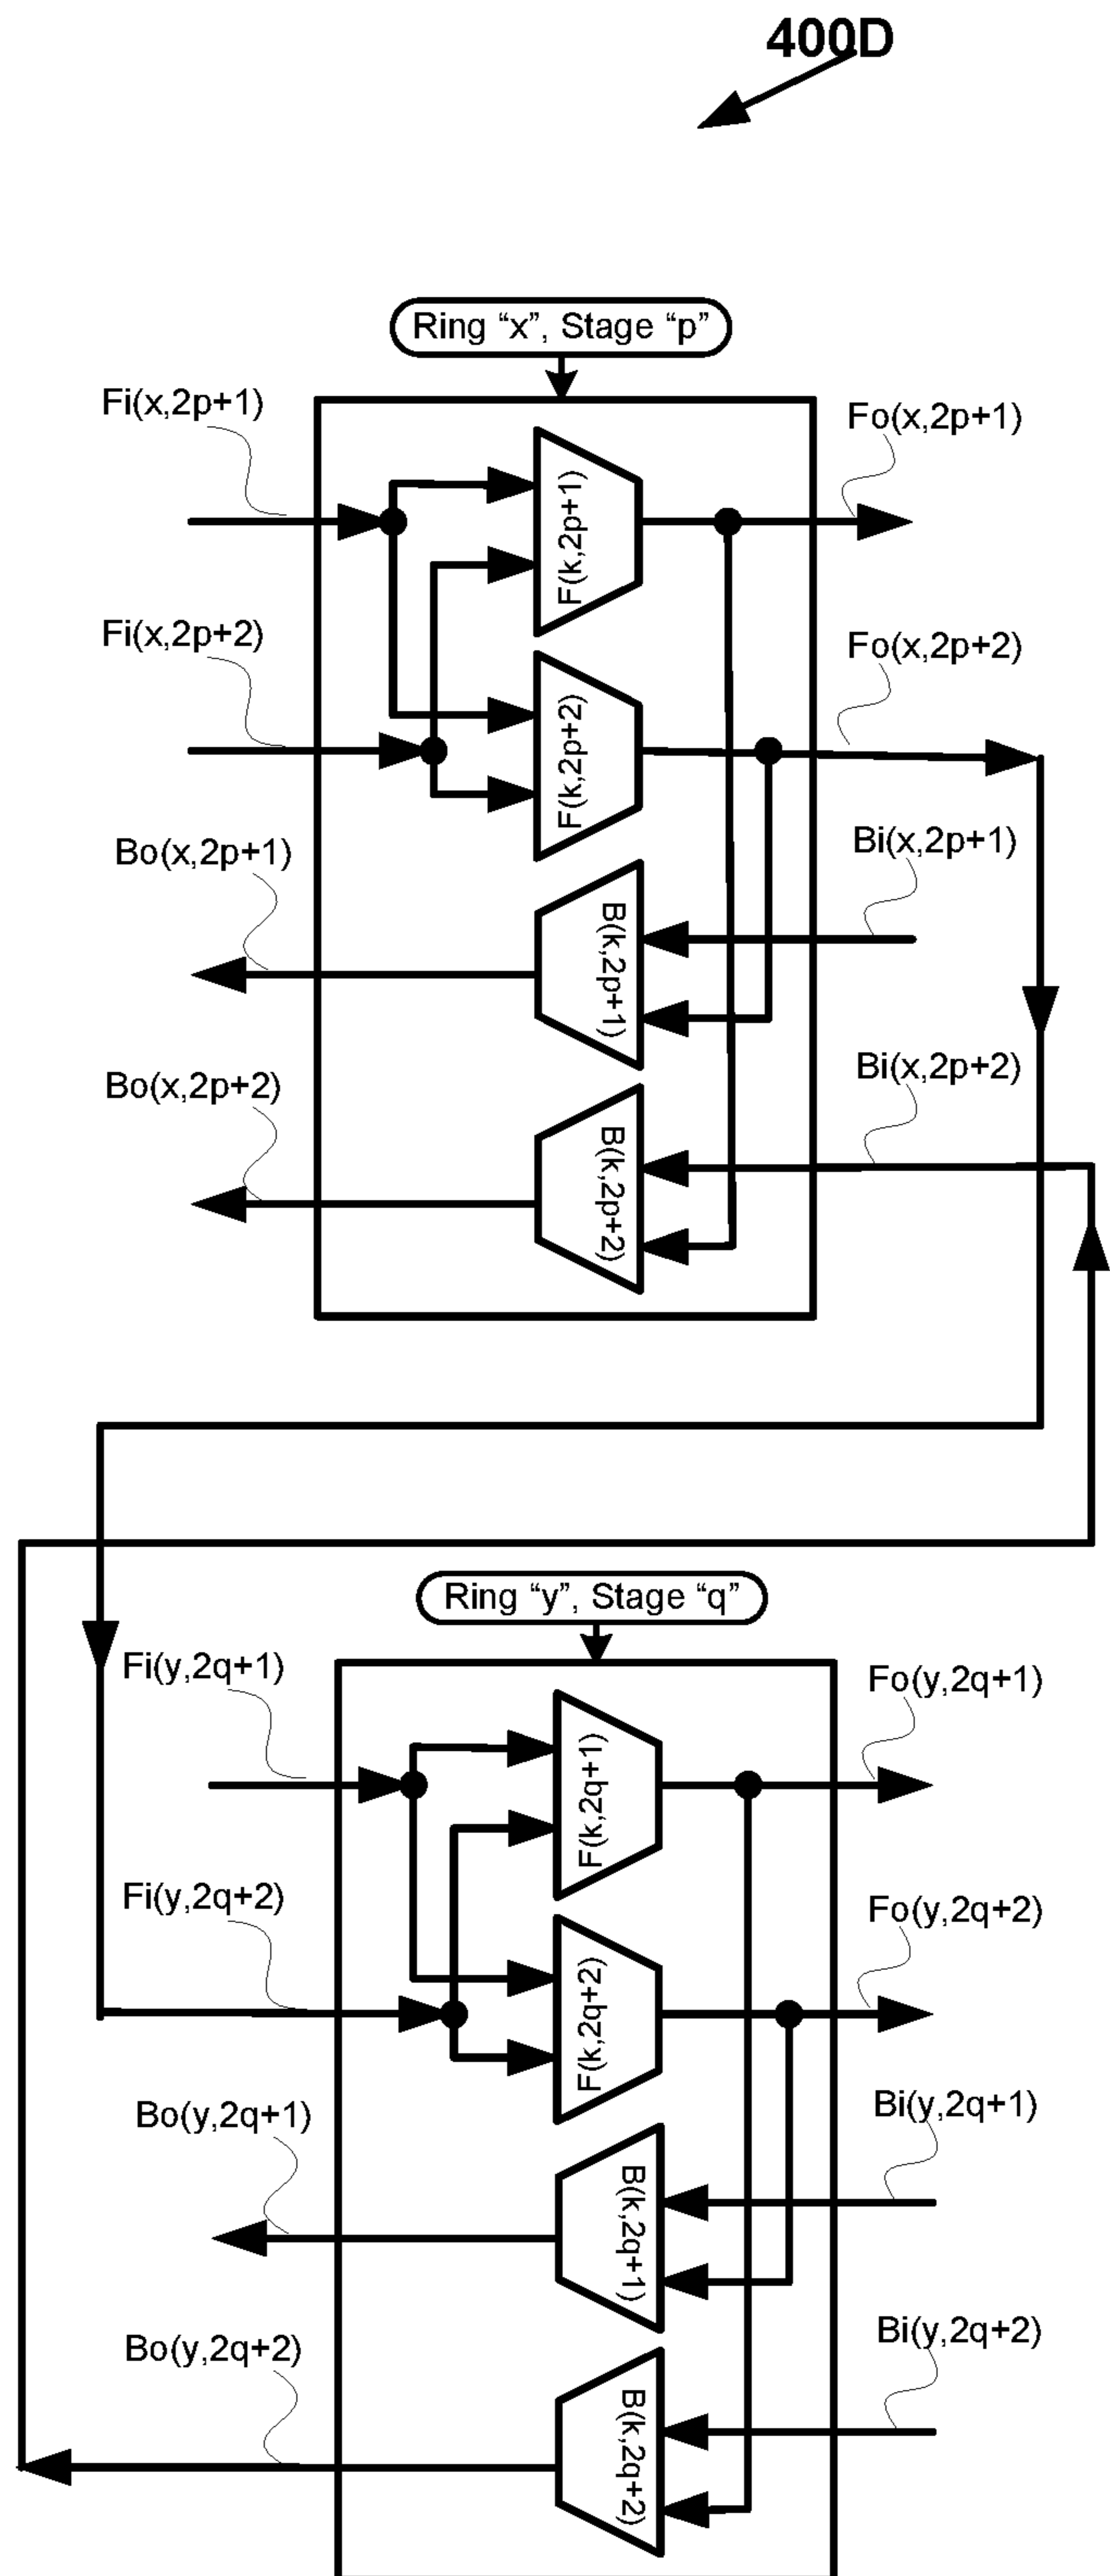 400D
Ring “x”, Stage “p”
Fi(x,2p+1)
Fo(x,2p+1)
F(k,2p+1)
Fi(x,2p+2)
Fo(x,2p+2)
F(k,2p+2)
Bo(x,2p+1)
Bi(x,2p+1)
B(k,2p+1)
Bo(x,2p+2)
Bi(x,2p+2)
B(k,2p+2)
Ring “y”, Stage “q”
Fi(y,2q+1)
Fo(y,2q+1)
F(k,2q+1)
Fi(y,2q+2)
Fo(y,2q+2)
F(k,2q+2)
Bo(y,2q+1)
Bi(y,2q+1)
B(k,2q+1)
Bo(y,2q+2)
Bi(y,2q+2)
B(k,2q+2)